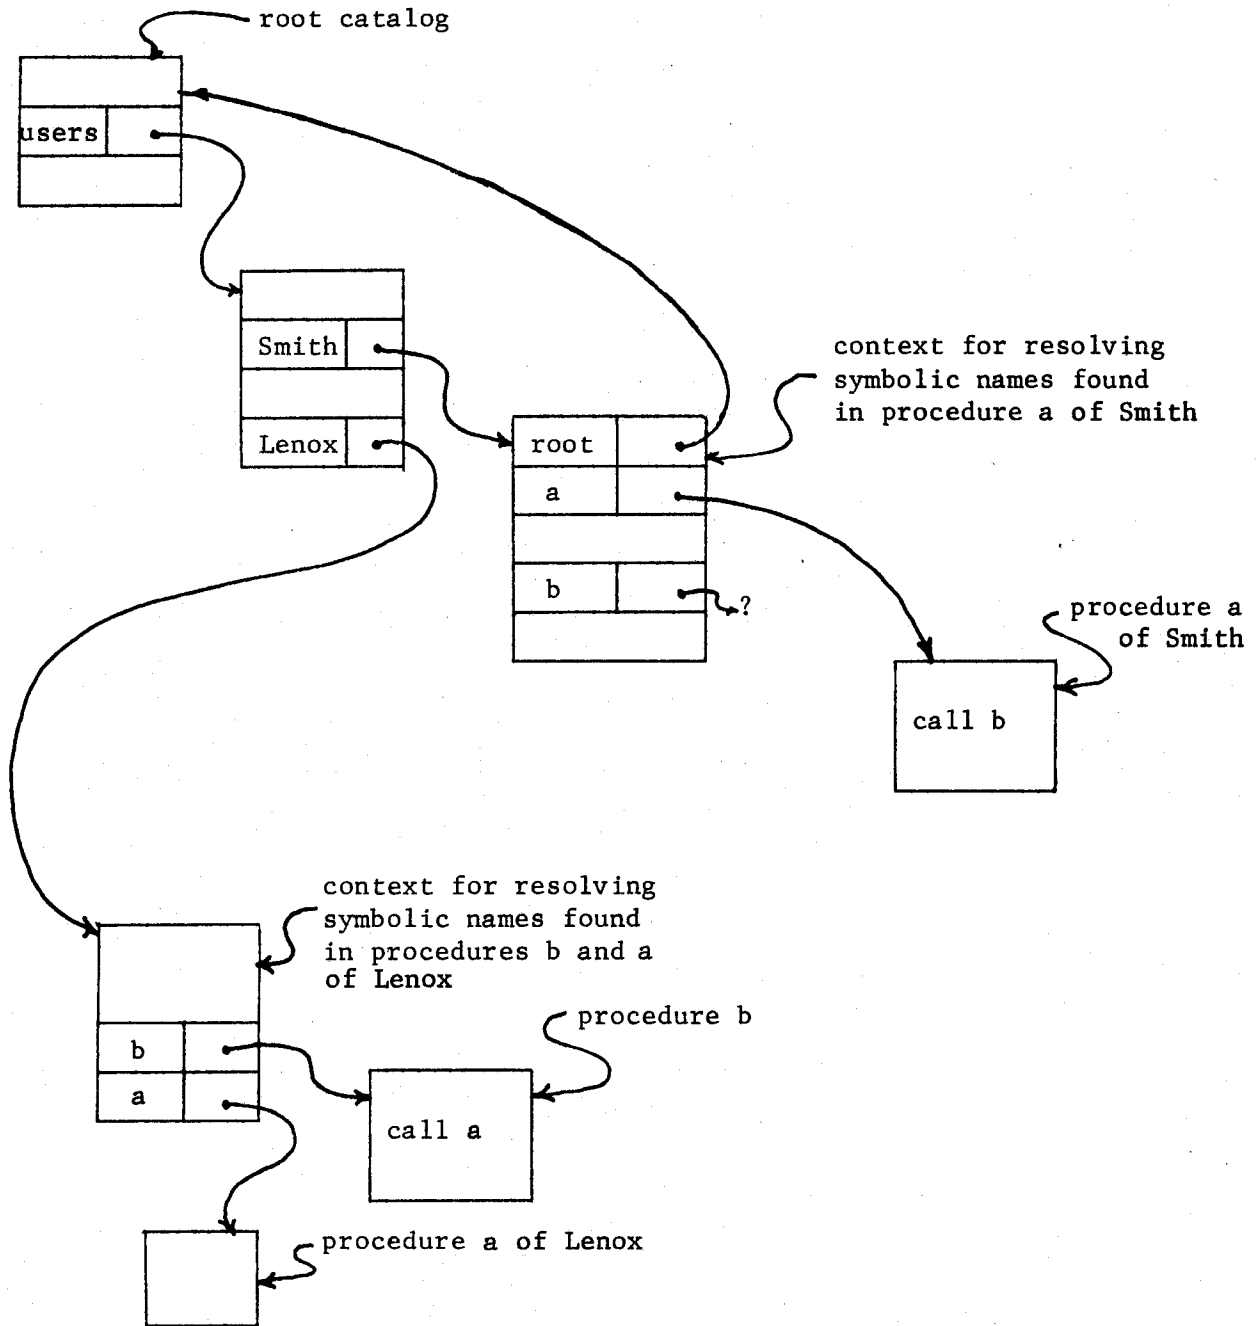 root catalog
users
Smith
Lenox
root
a
b
?
context for resolving
symbolic names found
in procedure a of Smith
procedure a
of Smith
call b
context for resolving
symbolic names found
in procedures b and a
of Lenox
b
a
procedure b
call a
procedure a of Lenox